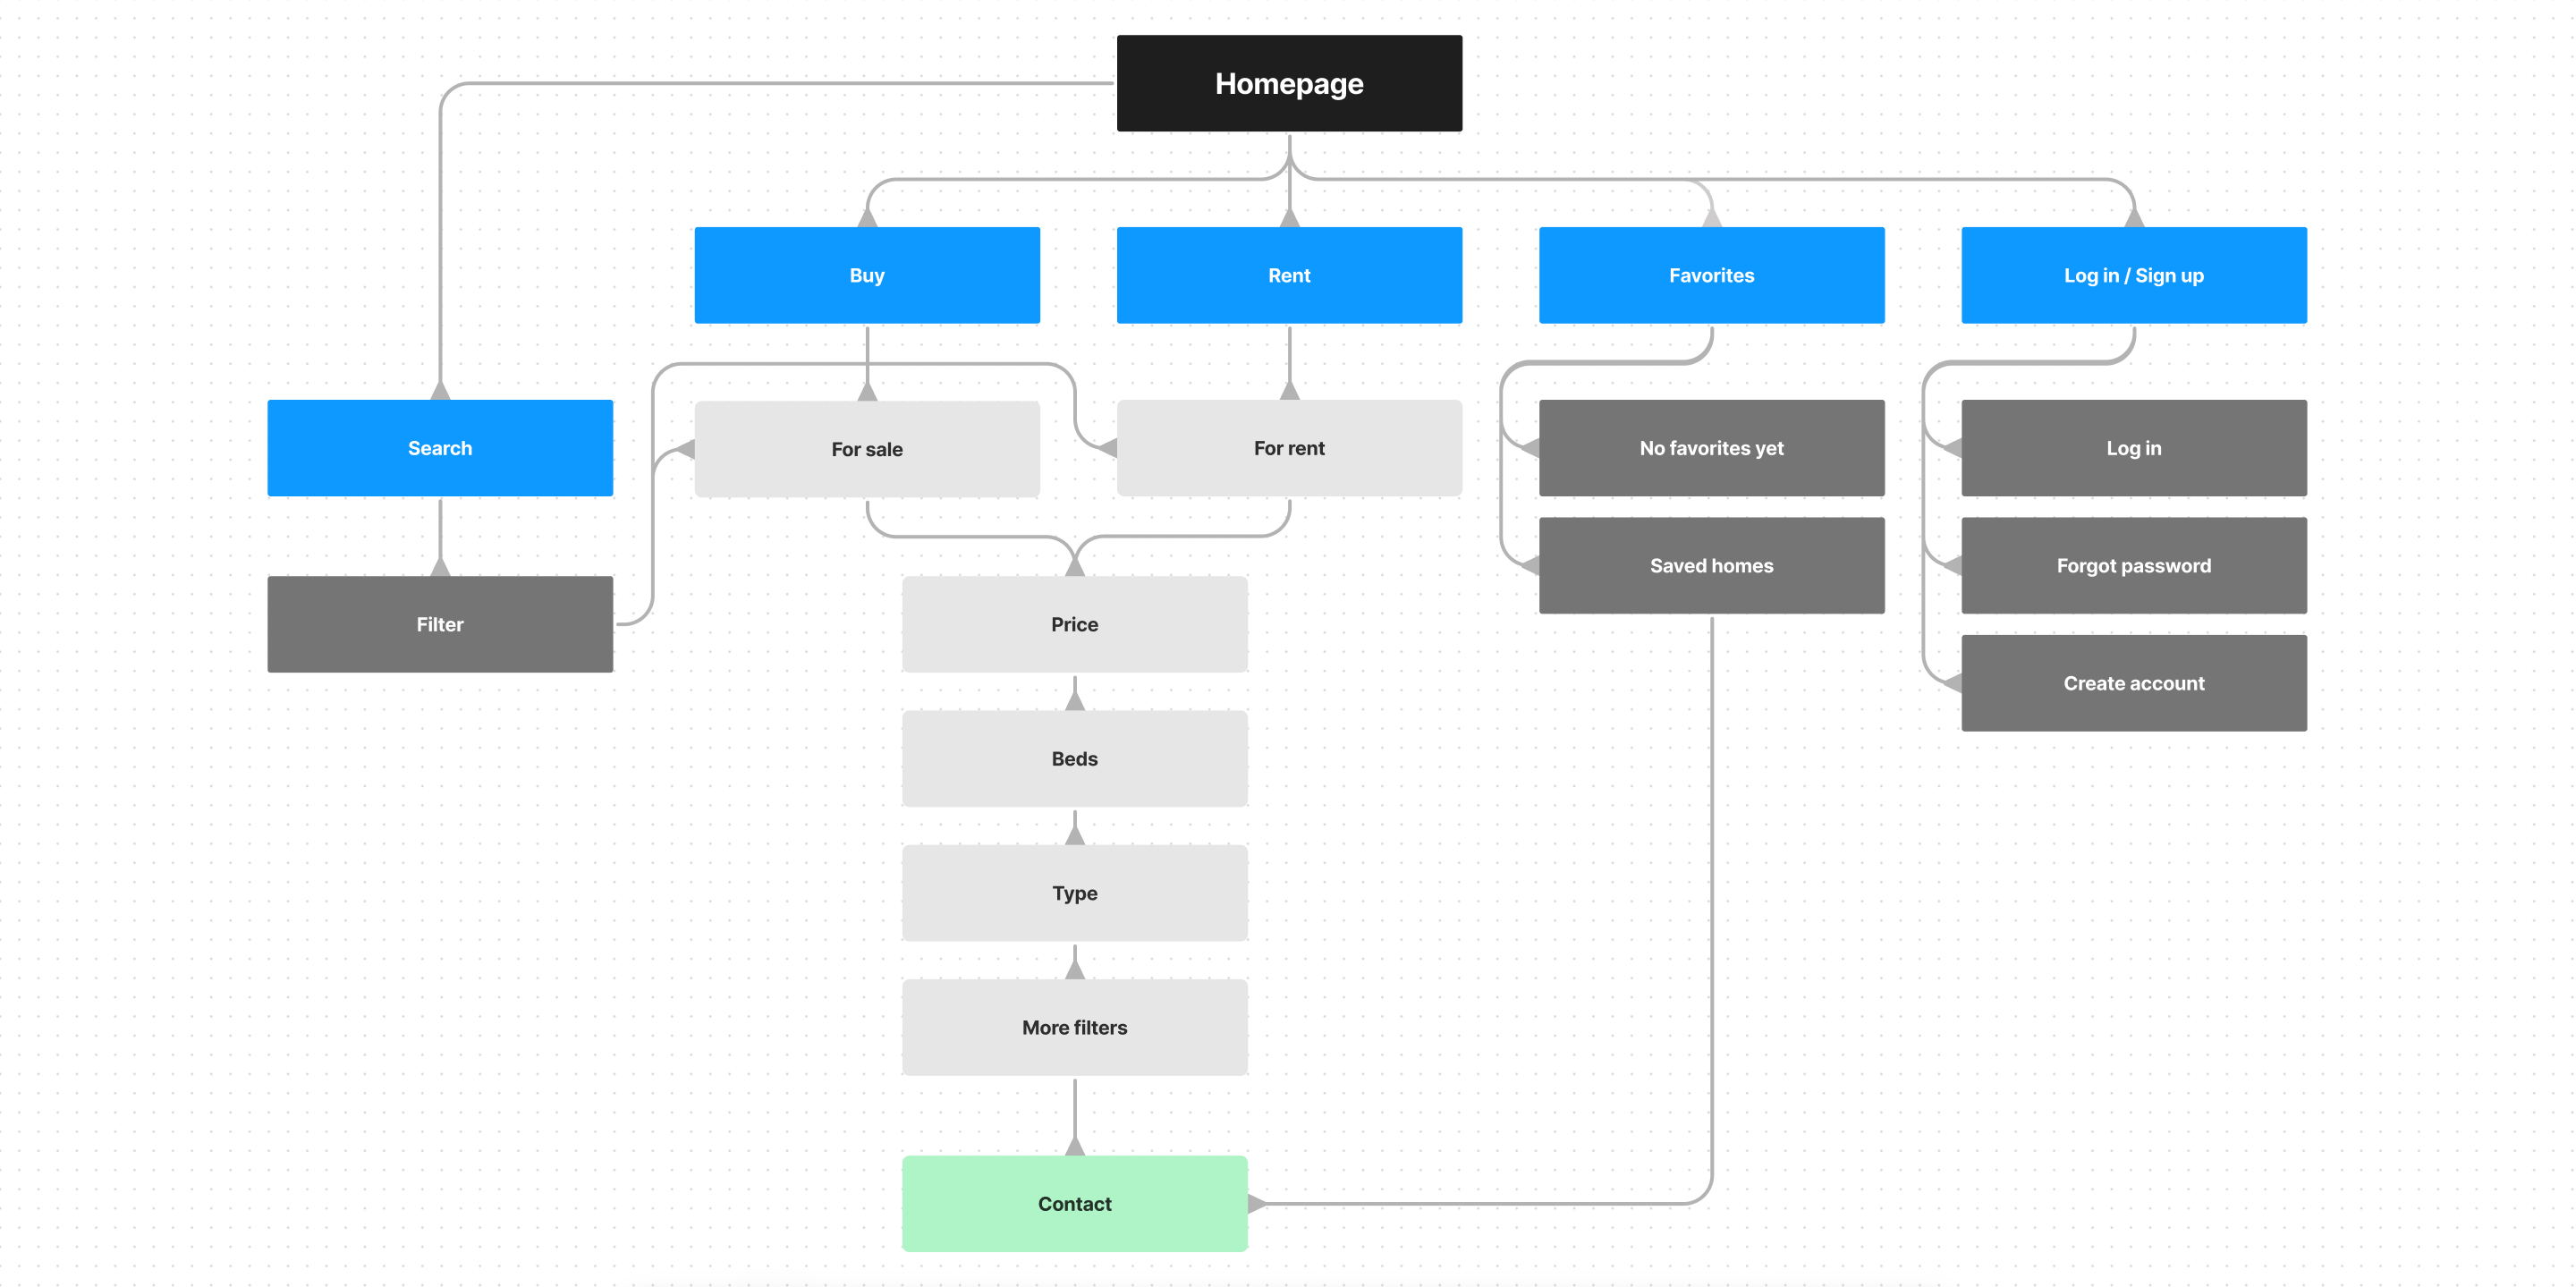 Homepage
Buy
Rent
Favorites
Log in / Sign up
Search
For sale
For rent
No favorites yet
Log in
Saved homes
Forgot password
Filter
Price
Create account
Beds
Type
More filters
Contact